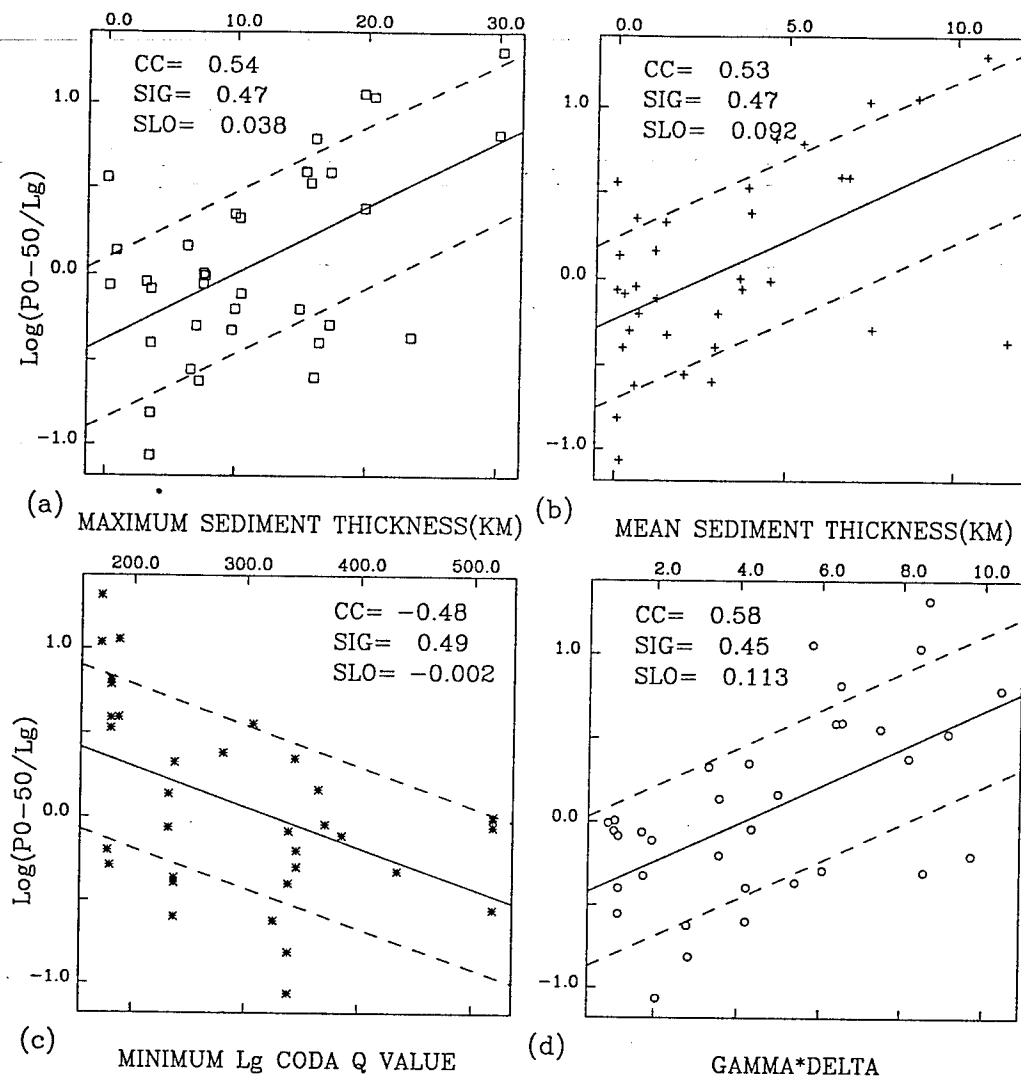 0.0 10.0 20.0 30.0
CC= 0.54
SIG= 0.47
SLO= 0.038
1.0
0.0
-1.0
Log(P0-50/Lg)
(a)
MAXIMUM SEDIMENT THICKNESS(KM)
0.0 5.0 10.0
CC= 0.53
SIG= 0.47
SLO= 0.092
1.0
0.0
-1.0
(b)
MEAN SEDIMENT THICKNESS(KM)
200.0 300.0 400.0 500.0
CC= -0.48
SIG= 0.49
SLO= -0.002
1.0
0.0
-1.0
Log(P0-50/Lg)
(c)
MINIMUM Lg CODA Q VALUE
2.0 4.0 6.0 8.0 10.0
CC= 0.58
SIG= 0.45
SLO= 0.113
1.0
0.0
-1.0
(d)
GAMMA*DELTA